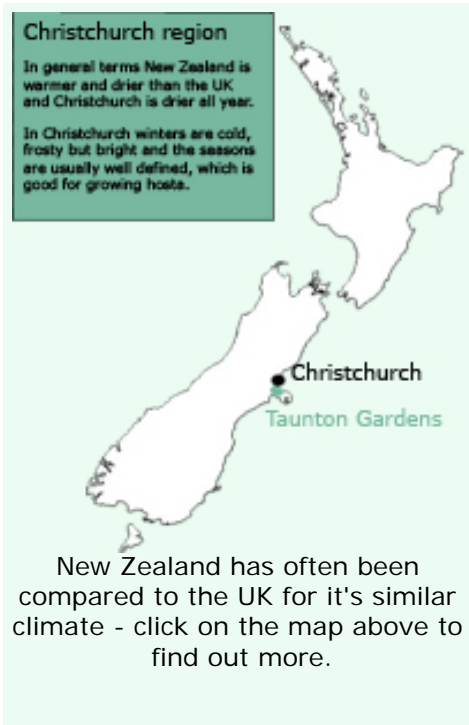 Christchurch region
In general terms New Zealand is
warmer and drier than the UK
and Christchurch is drier all year.
In Christchurch winters are cold,
frosty but bright and the seasons
are usually well defined, which is
good for growing hosta.
Christchurch
Taunton Gardens
New Zealand has often been
compared to the UK for it's similar
climate - click on the map above to
find out more.